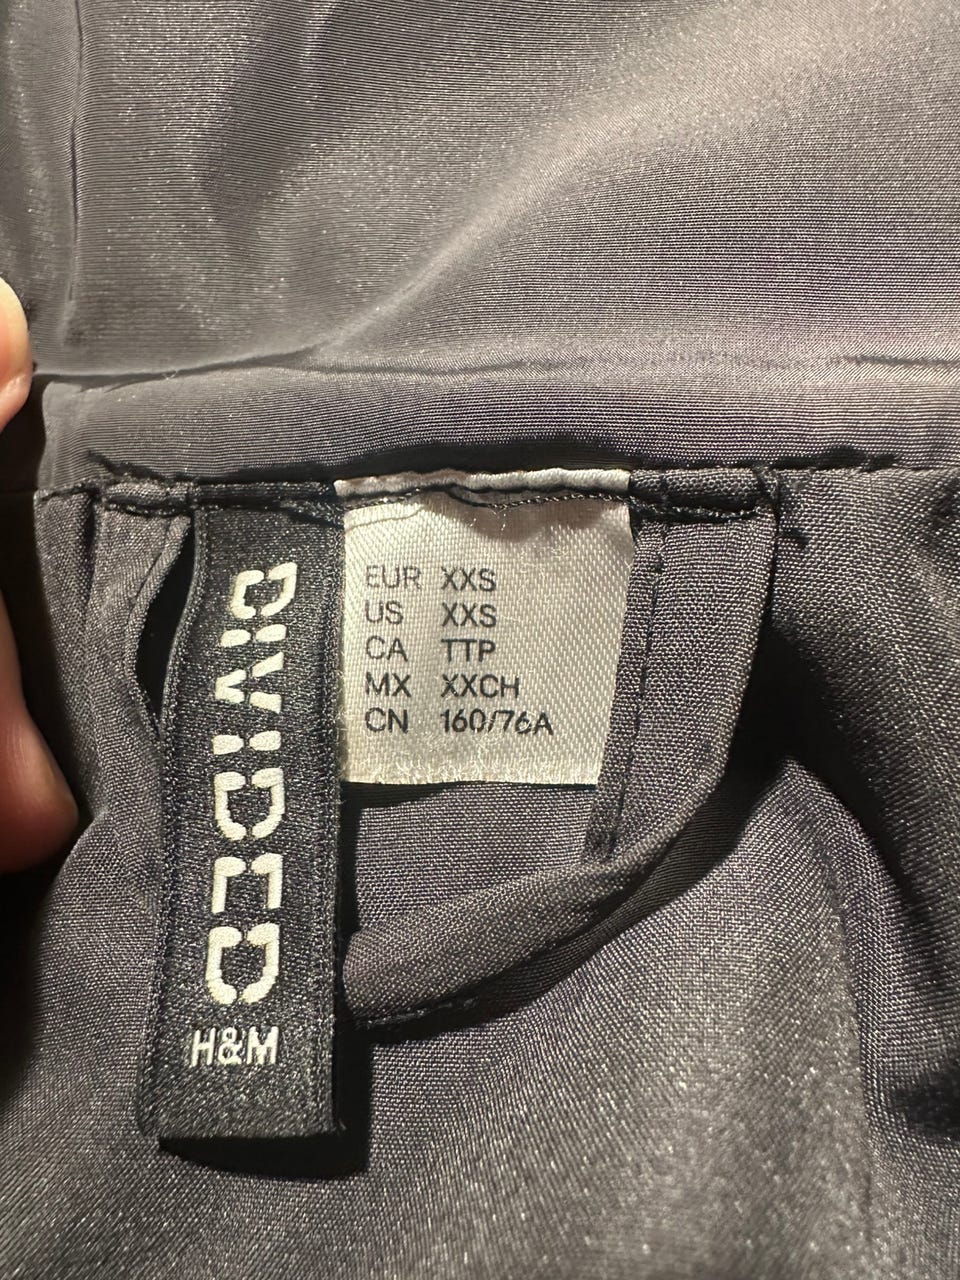 DIVIDED
H&M
EUR XXS
US XXS
CA TTP
MX XXCH
CN 160/76A